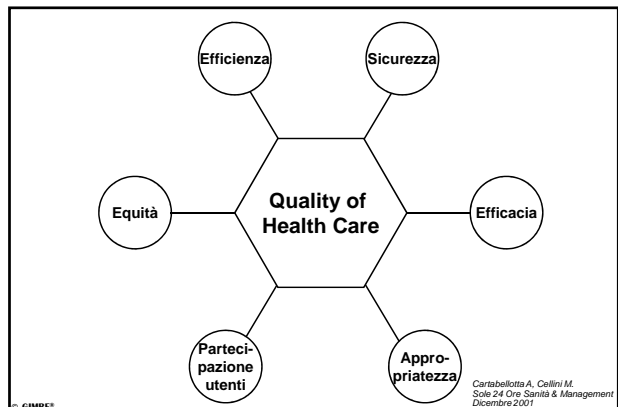 Efficienza
Sicurezza
Equità
Quality of
Health Care
Efficacia
Parteci-
pazione
utenti
Appro-
priatezza
Cartabellotta A, Cellini M.
Sole 24 Ore Sanità & Management
Dicembre 2001
© GIMBE®